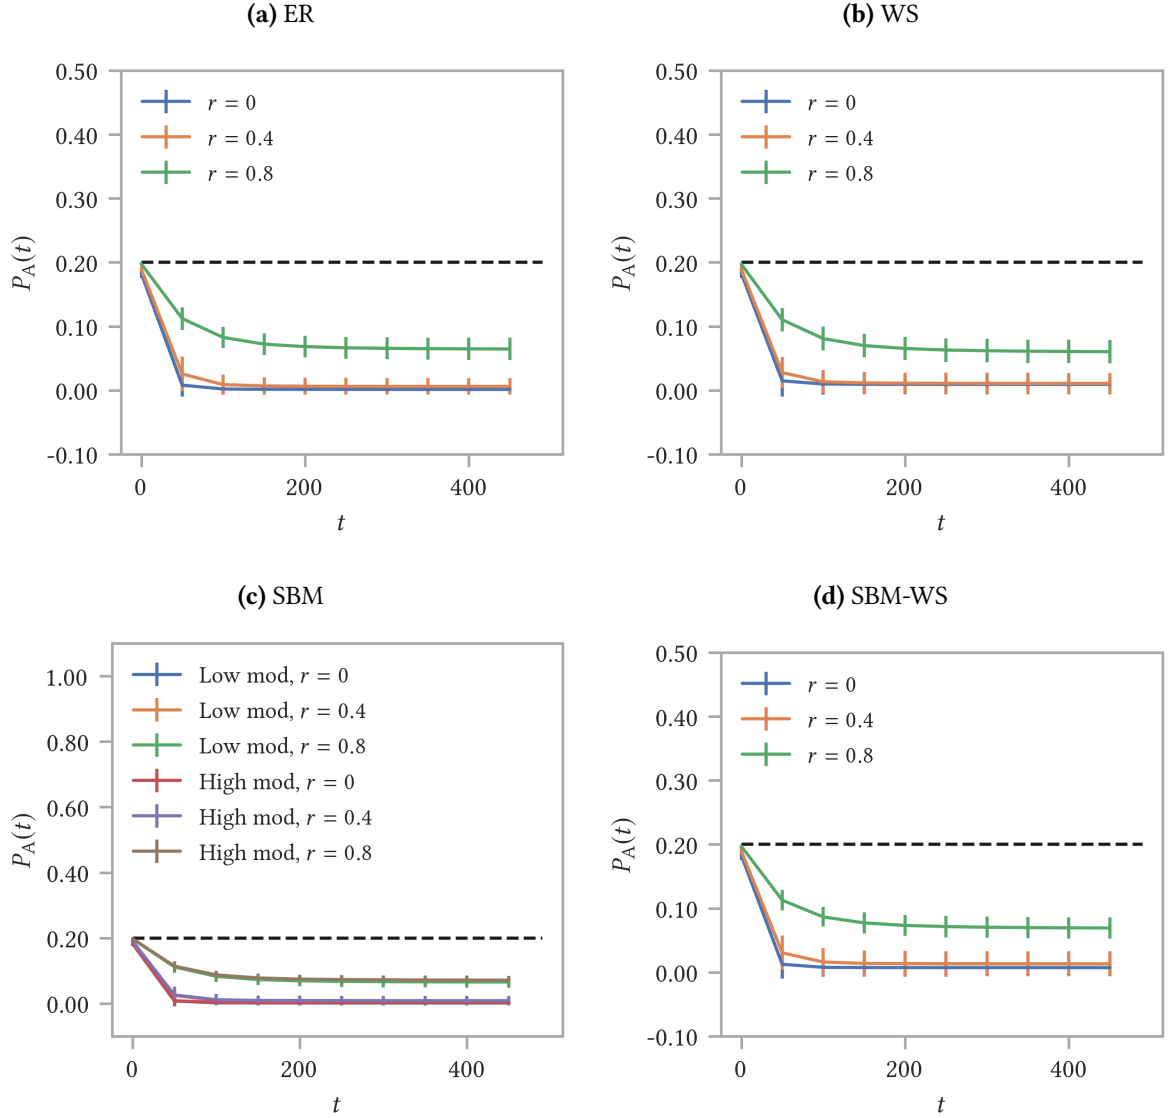 (a) ER
0.50
0.40
0.30
0.20
0.10
0.00
-0.10
P_A(t)
r = 0
r = 0.4
r = 0.8
0 200 400
t
(b) WS
0.50
0.40
0.30
0.20
0.10
0.00
-0.10
P_A(t)
r = 0
r = 0.4
r = 0.8
0 200 400
t
(c) SBM
1.00
0.80
0.60
0.40
0.20
0.00
P_A(t)
Low mod, r = 0
Low mod, r = 0.4
Low mod, r = 0.8
High mod, r = 0
High mod, r = 0.4
High mod, r = 0.8
0 200 400
t
(d) SBM-WS
0.50
0.40
0.30
0.20
0.10
0.00
-0.10
P_A(t)
r = 0
r = 0.4
r = 0.8
0 200 400
t